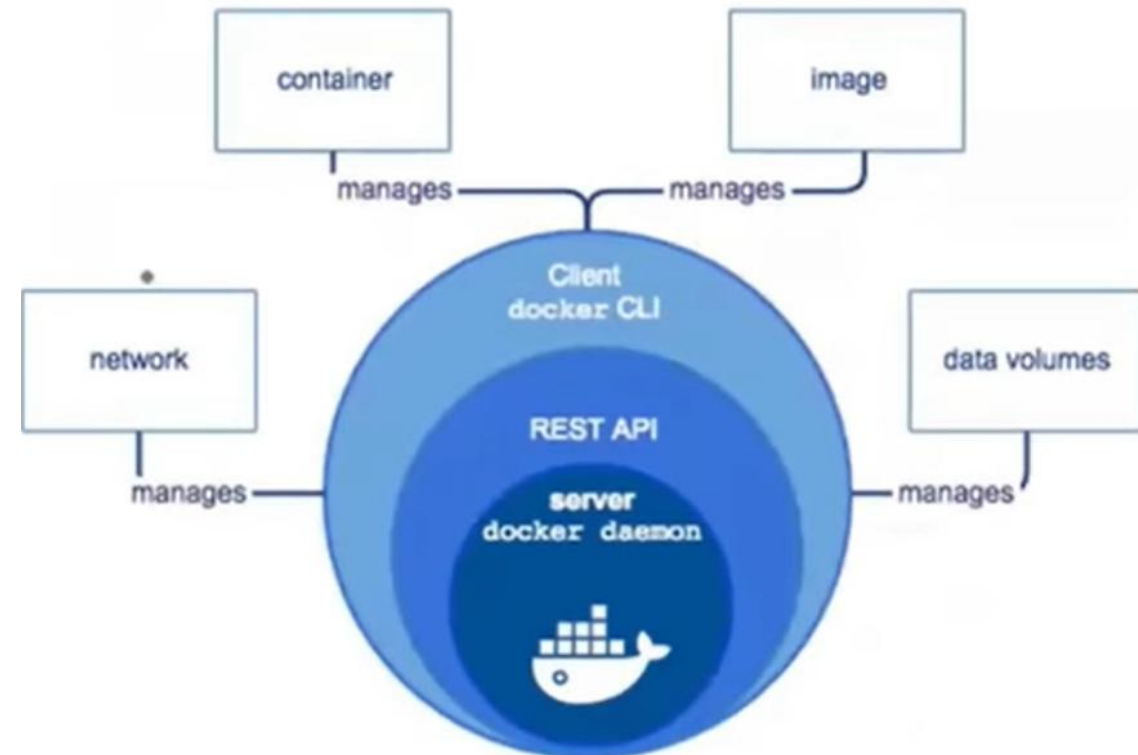 container
image
manages
manages
Client
docker CLI
network
data volumes
REST API
manages
manages
server
docker daemon